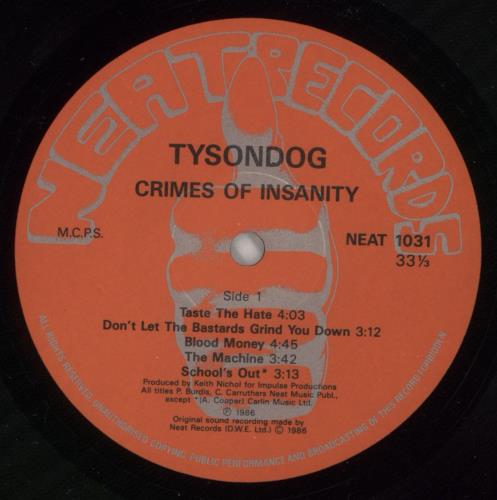 NEAT RECORDS
TYSONDOG
CRIMES OF INSANITY
M.C.P.S.
NEAT 1031
33⅓
Side 1
Taste The Hate 4:03
Don't Let The Bastards Grind You Down 3:12
Blood Money 4:45
The Machine 3:42
School's Out* 3:13
Produced by Keith Nichol for Impulse Productions
All titles P. Burdis, C. Carruthers Neat Music Publ.,
except *(A. Cooper) Carlin Music Ltd.
℗ 1986
Original sound recording made by
Neat Records (D.W.E. Ltd.) © 1986
ALL RIGHTS RESERVED. UNAUTHORISED COPYING, PUBLIC PERFORMANCE AND BROADCASTING OF THIS RECORD FORBIDDEN